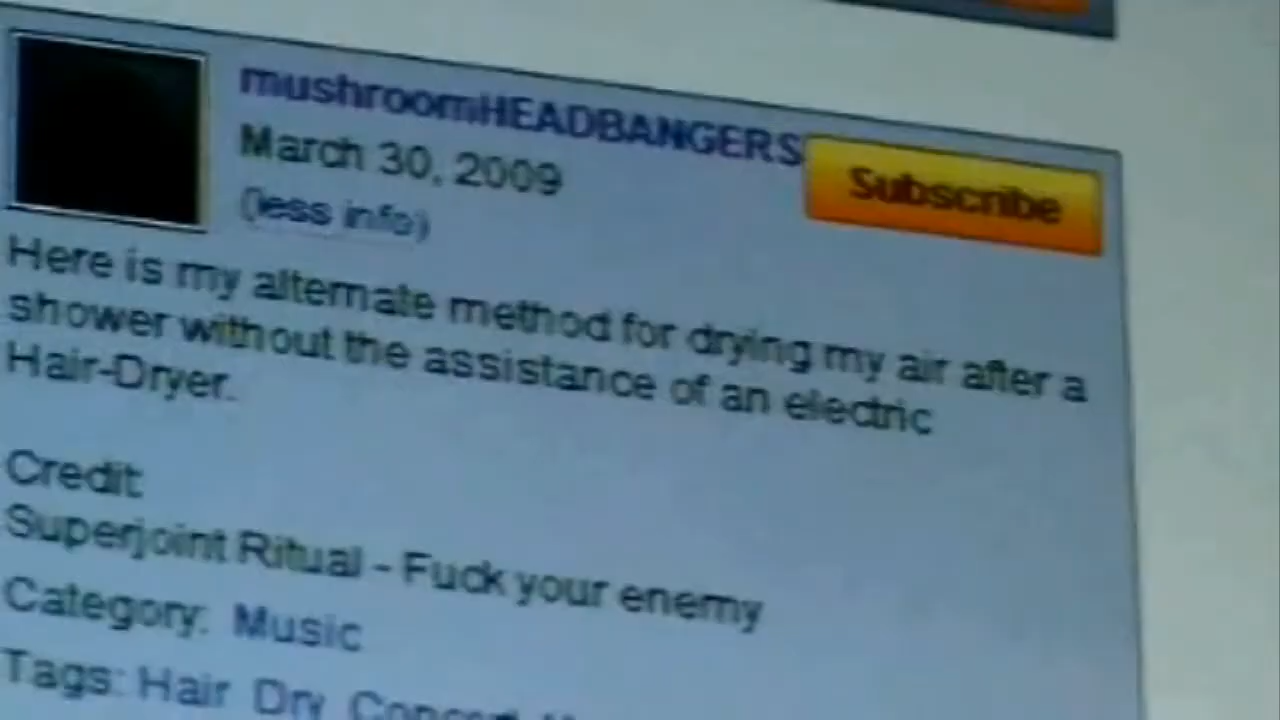 mushroomHEADBANGERS
Subscribe
March 30, 2009
(less info)
Here is my alternate method for drying my air after a
shower without the assistance of an electric
Hair-Dryer.
Credit:
Superjoint Ritual - Fuck your enemy
Category: Music
Tags: Hair Dry Concert